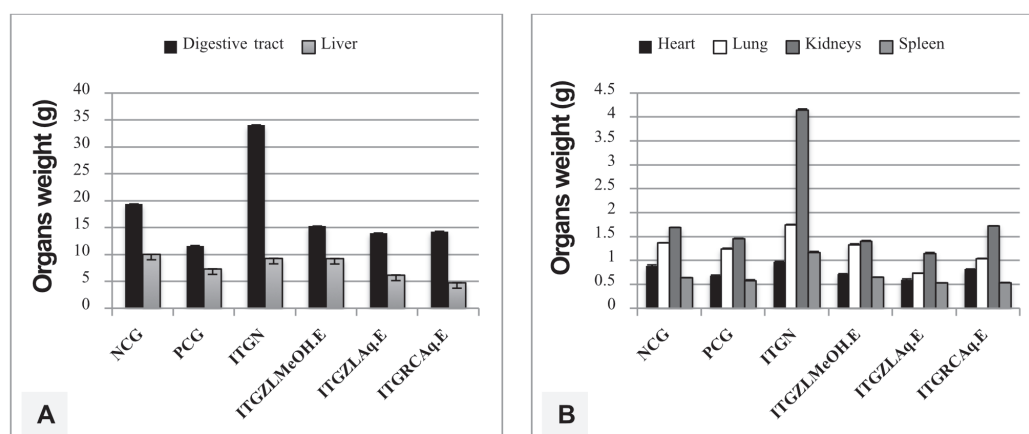 Digestive tract Liver
Organs weight (g)
40
35
30
25
20
15
10
5
0
NCG
PCG
ITGN
ITGZLMeOH.E
ITGZLAq.E
ITGRCAq.E
A
Heart Lung Kidneys Spleen
Organs weight (g)
4.5
4
3.5
3
2.5
2
1.5
1
0.5
0
NCG
PCG
ITGN
ITGZLMeOH.E
ITGZLAq.E
ITGRCAq.E
B